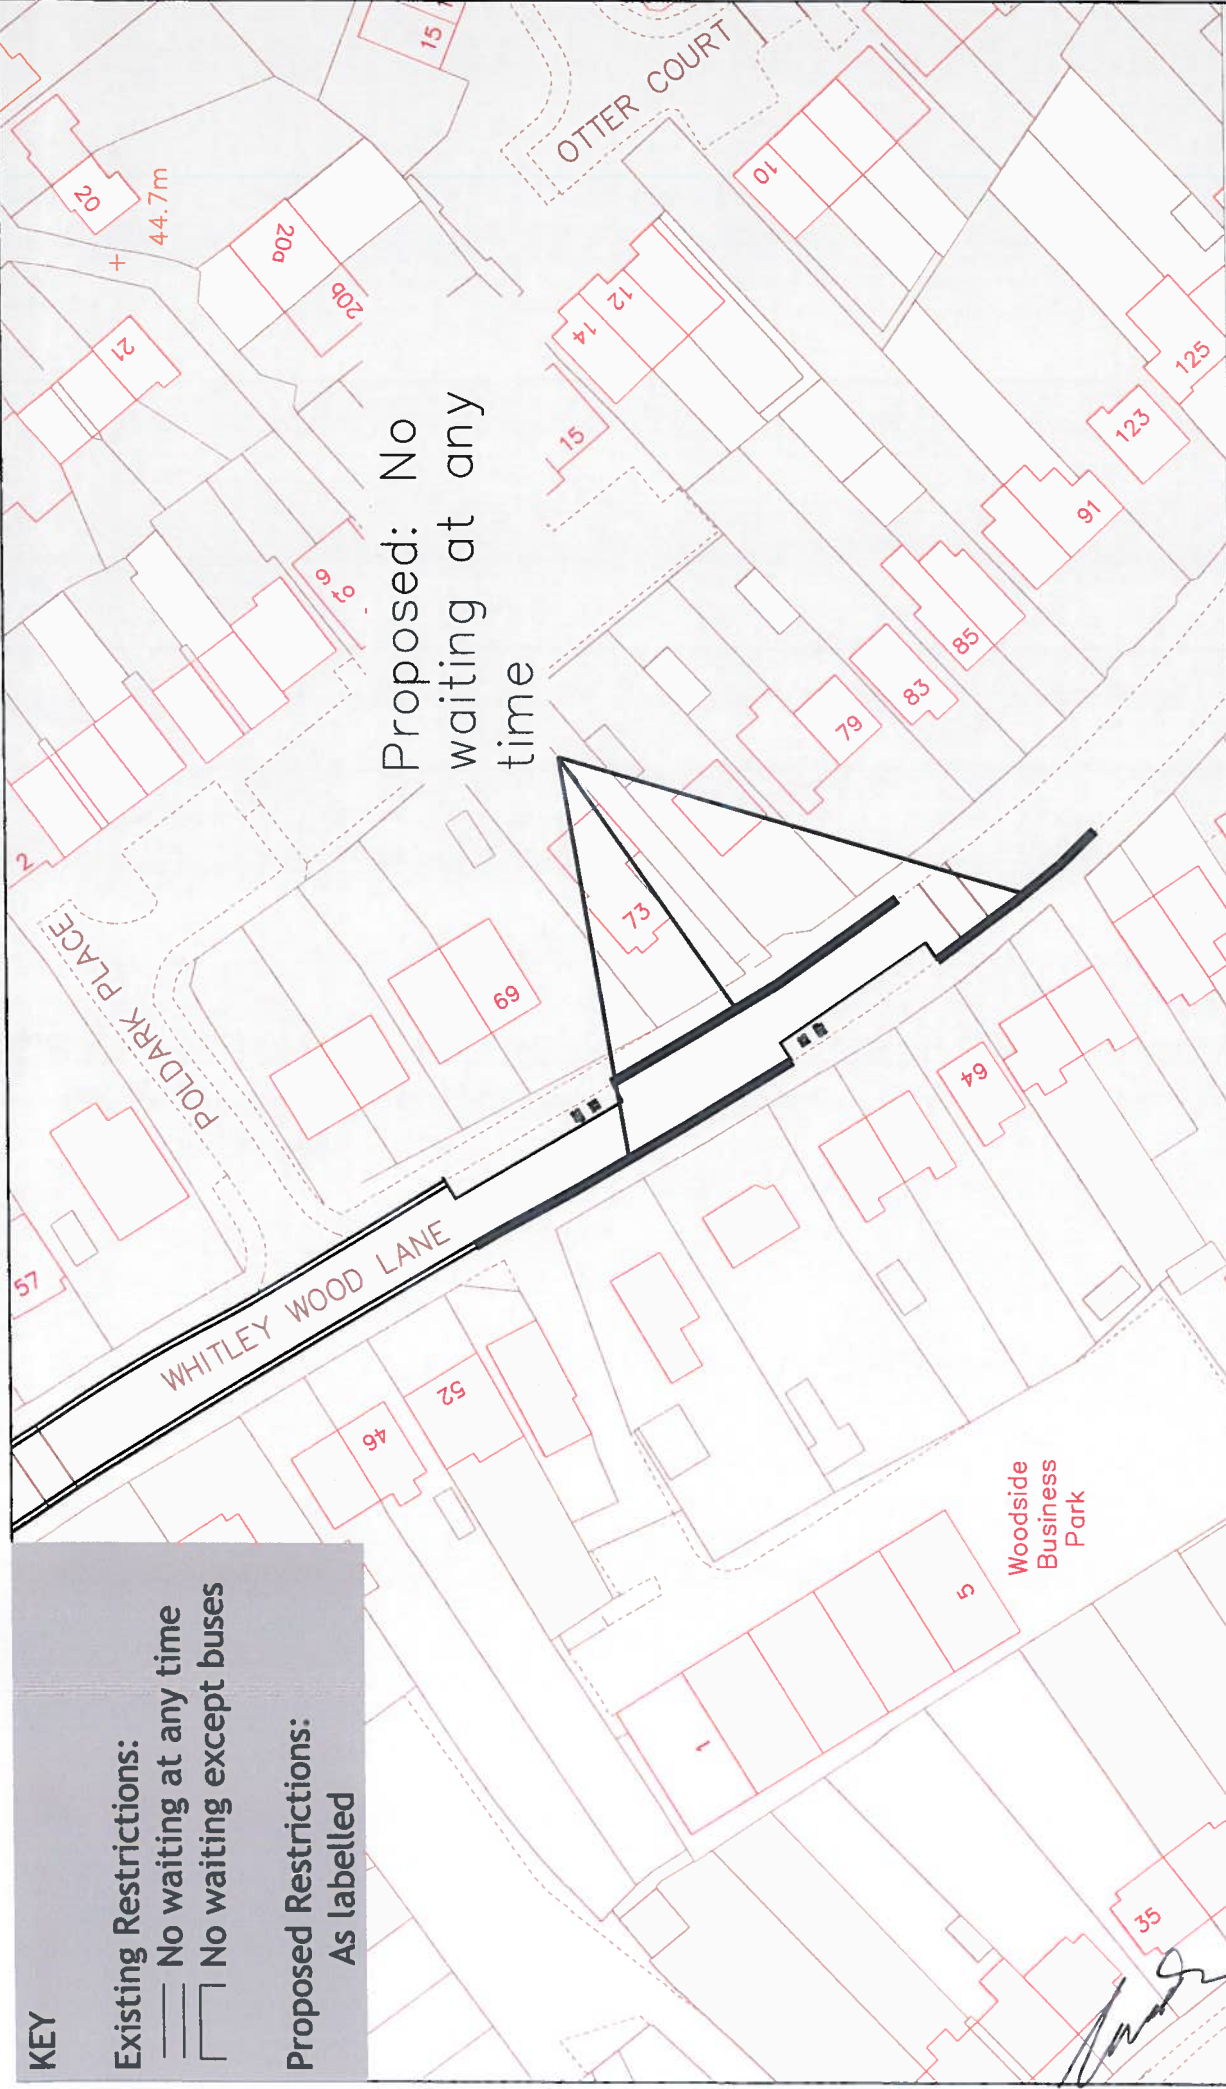 KEY
Existing Restrictions:
No waiting at any time
No waiting except buses
Proposed Restrictions:
As labelled
Proposed: No
waiting at any
time
WHITLEY WOOD LANE
POLDARK PLACE
OTTER COURT
Woodside
Business
Park
44.7m
57
2
21
20
20a
20b
15
6
to
9
69
73
15
14
12
10
79
83
85
91
123
125
46
52
64
1
5
35